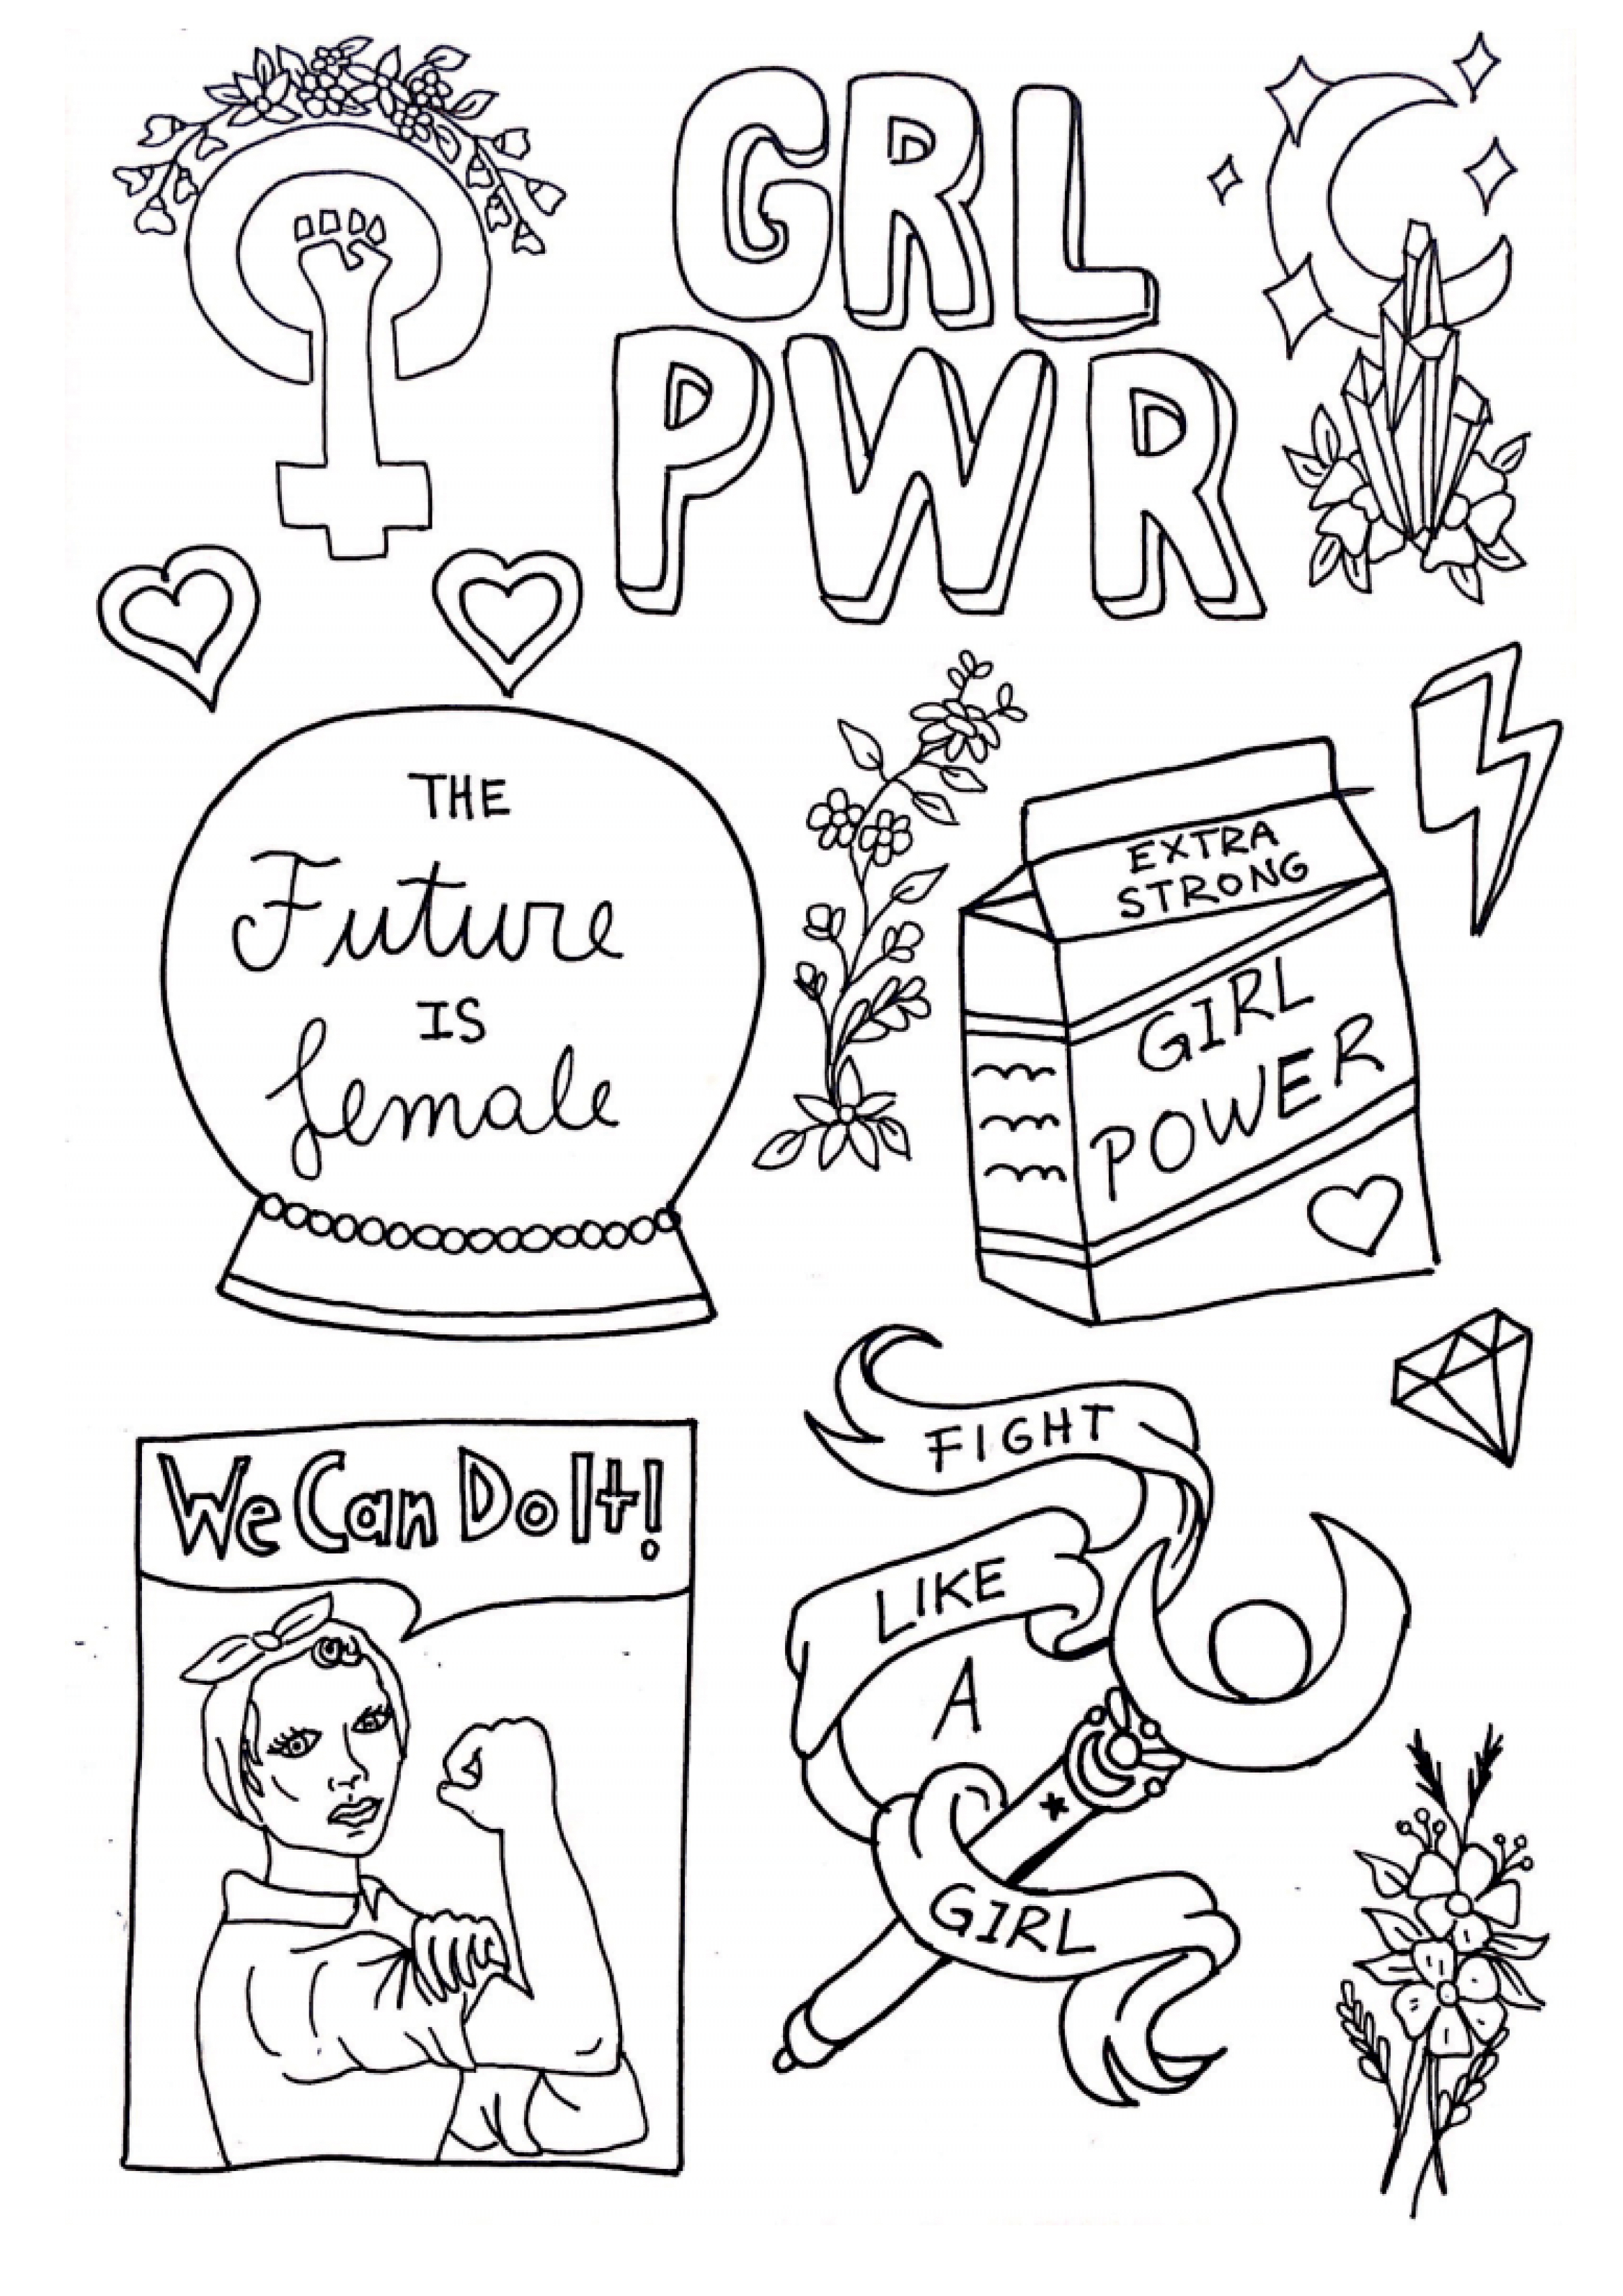 GRL
PWR
THE
Future
IS
female
EXTRA
STRONG
GIRL
POWER
We Can Do It!
FIGHT
LIKE
A
GIRL